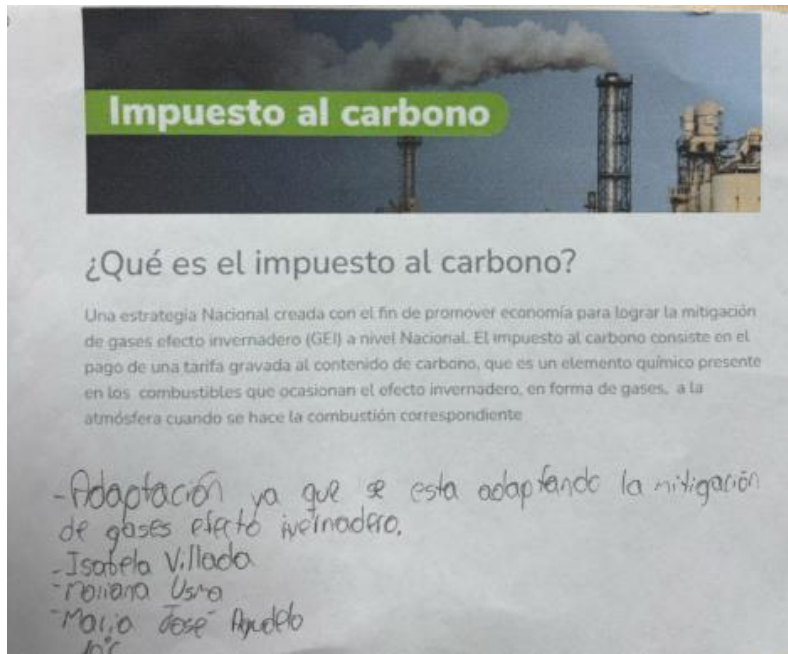 Impuesto al carbono
¿Qué es el impuesto al carbono?
Una estrategia Nacional creada con el fin de promover economía para lograr la mitigación
de gases efecto invernadero (GEI) a nivel Nacional. El impuesto al carbono consiste en el
pago de una tarifa gravada al contenido de carbono, que es un elemento químico presente
en los combustibles que ocasionan el efecto invernadero, en forma de gases, a la
atmósfera cuando se hace la combustión correspondiente
-Adaptación ya que se esta adaptando la mitigación
de gases efecto ivernadero.
-Isabela Villada
-Mariana Usma
-Maria José Agudelo
10°C